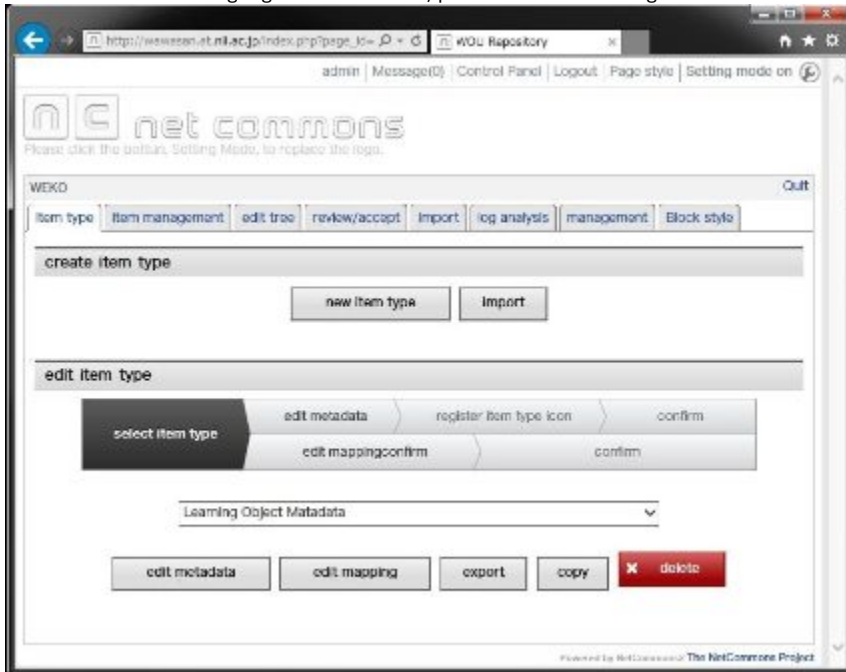 http://wawasan.at.nii.ac.jp/index.php?page_id=
WOU Repository
admin | Message(0) | Control Panel | Logout | Page style | Setting mode on
nc net commons
Please click the button, Setting Mode, to replace the logo.
WEKO Quit
Item type Item management edit tree review/accept Import log analysis management Block style
create item type
new item type import
edit item type
select item type
edit metadata register item type icon confirm
edit mappingconfirm confirm
Learning Object Matadata
edit metadata edit mapping export copy × delete
Powered by NetCommons2 The NetCommons Project